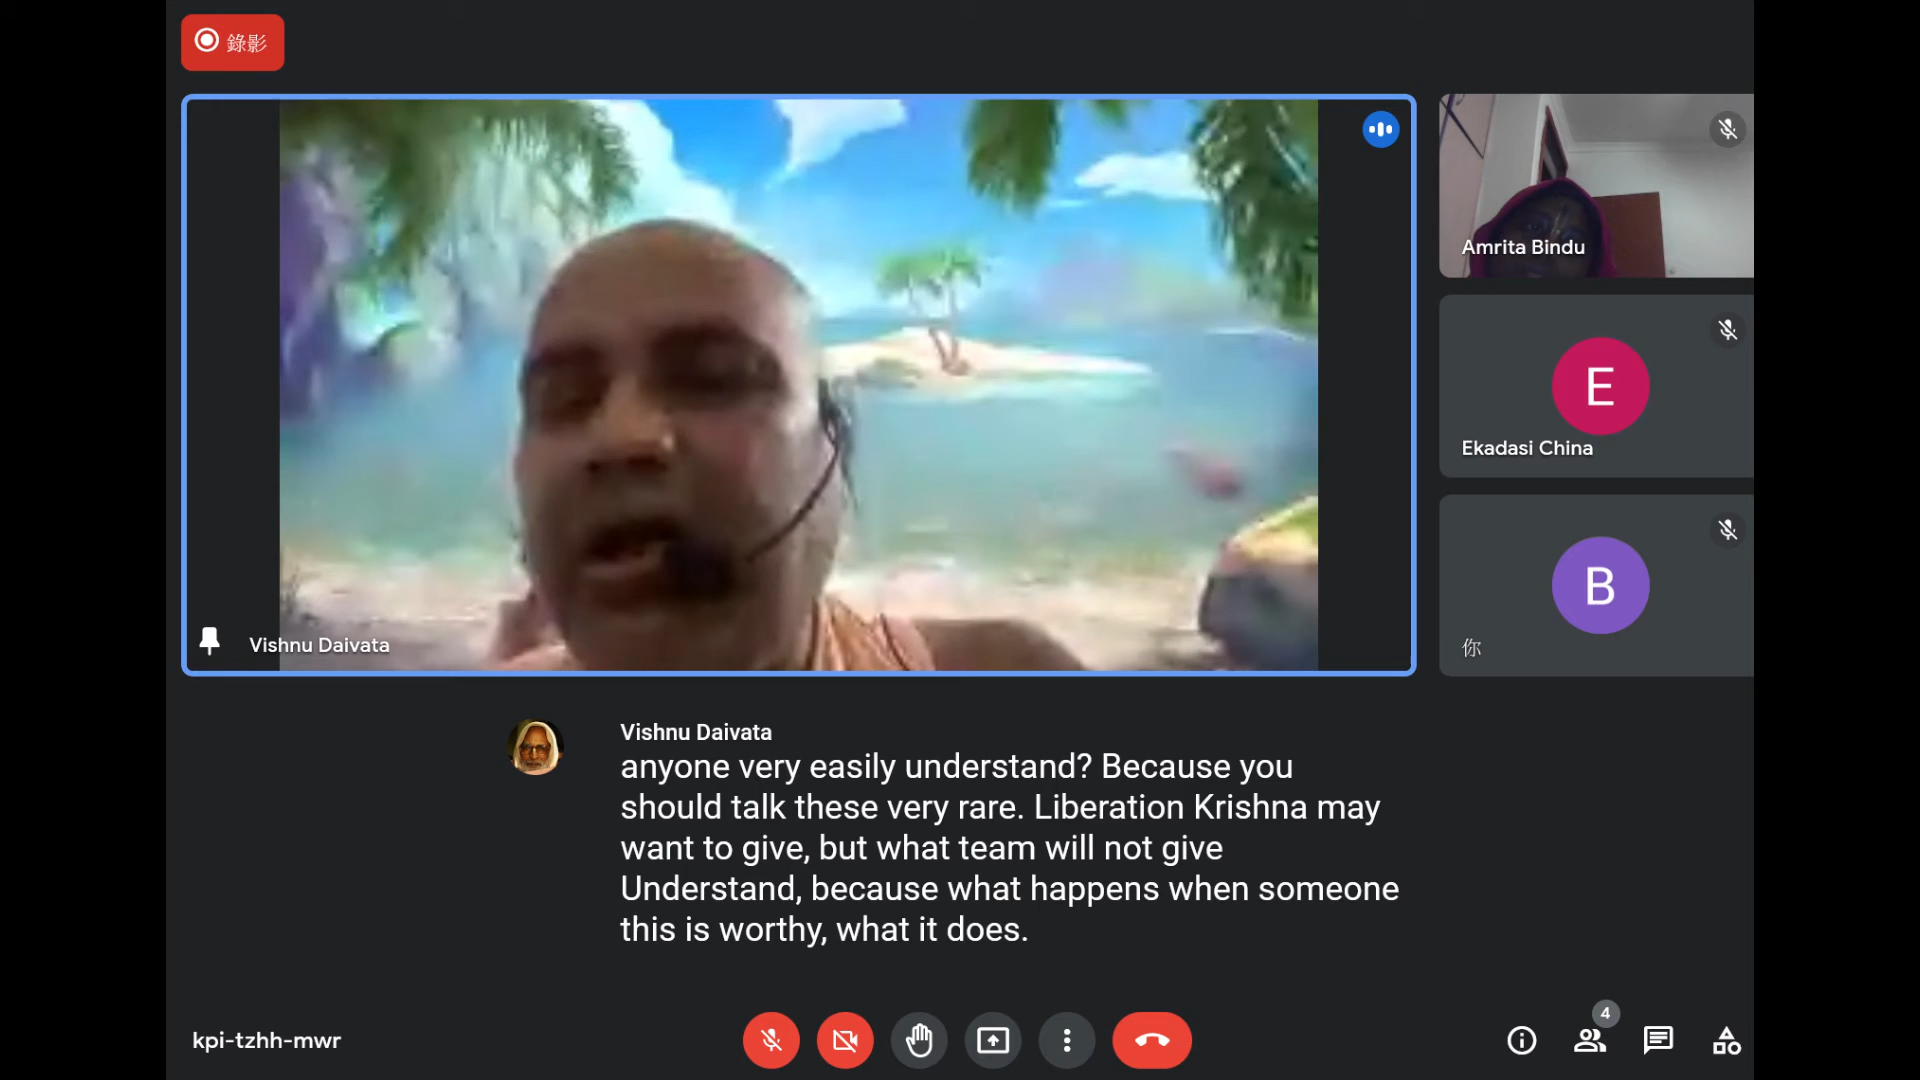 錄影
Vishnu Daivata
Amrita Bindu
E
Ekadasi China
B
你
Vishnu Daivata
anyone very easily understand? Because you
should talk these very rare. Liberation Krishna may
want to give, but what team will not give
Understand, because what happens when someone
this is worthy, what it does.
kpi-tzhh-mwr
4